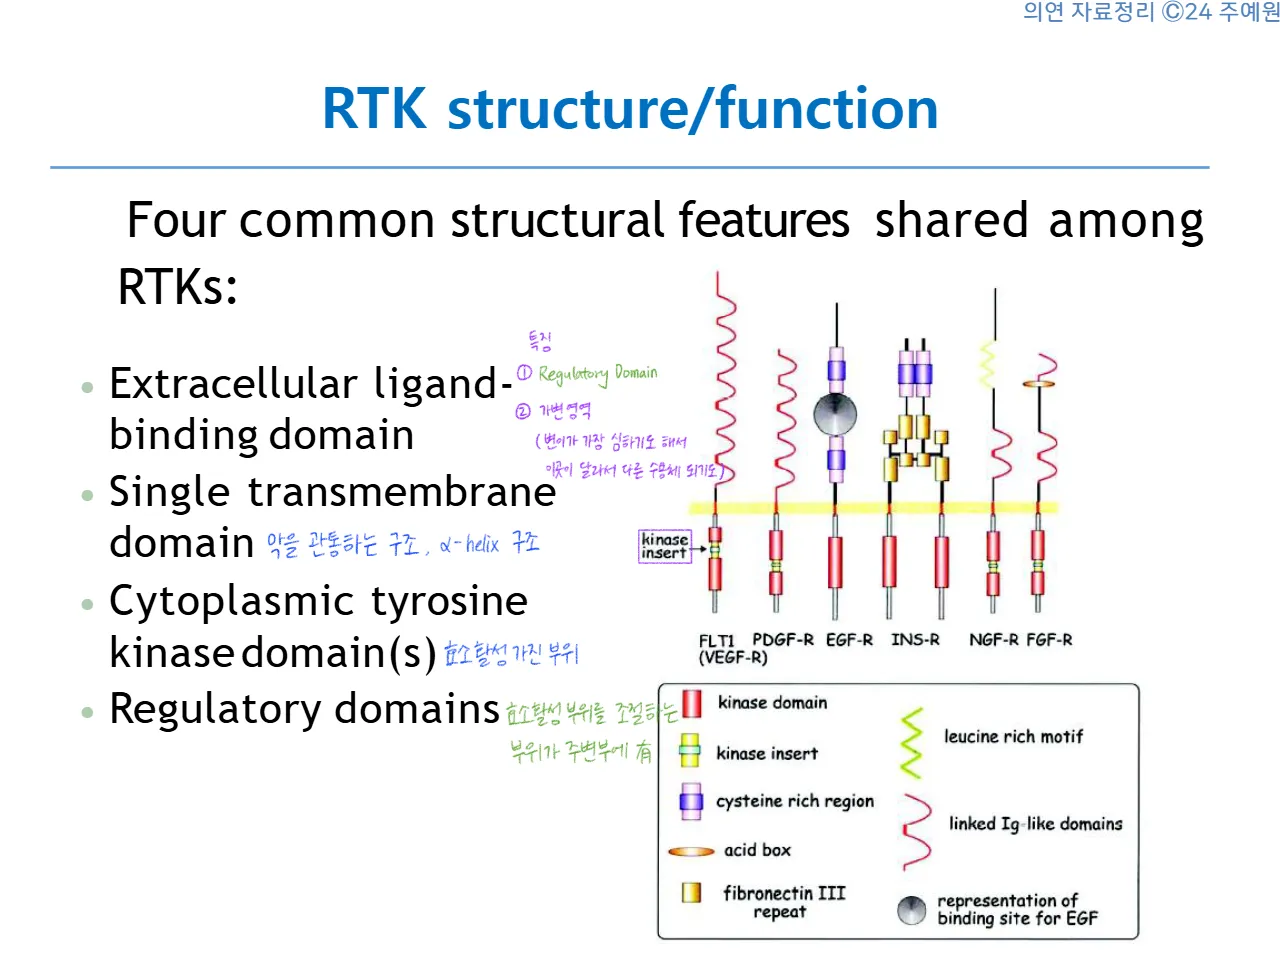 의연 자료정리 Ⓒ24 주예원
RTK structure/function
Four common structural features shared among
RTKs:
• Extracellular ligand-
binding domain
특징
① Regulatory Domain
② 가변영역
(변이가 가장 심하기도 해서
이곳이 달라서 다른 수용체 되기도)
• Single transmembrane
domain 막을 관통하는 구조, α-helix 구조
• Cytoplasmic tyrosine
kinase domain(s) 효소활성 가진 부위
• Regulatory domains 효소활성부위를 조절하는
부위가 주변부에 有
kinase
insert
FLT1
(VEGF-R)
PDGF-R
EGF-R
INS-R
NGF-R
FGF-R
kinase domain
kinase insert
cysteine rich region
acid box
fibronectin III
repeat
leucine rich motif
linked Ig-like domains
representation of
binding site for EGF